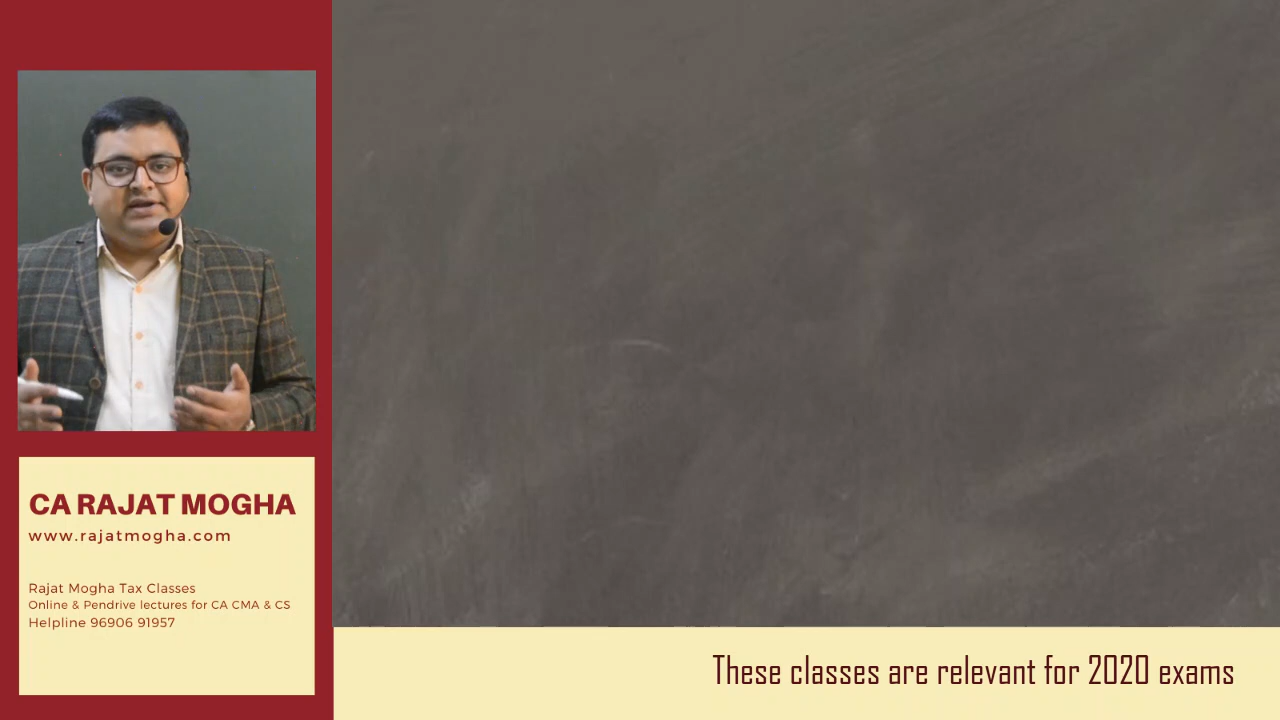 CA RAJAT MOGHA
www.rajatmogha.com
Rajat Mogha Tax Classes
Online & Pendrive lectures for CA CMA & CS
Helpline 96906 91957
These classes are relevant for 2020 exams